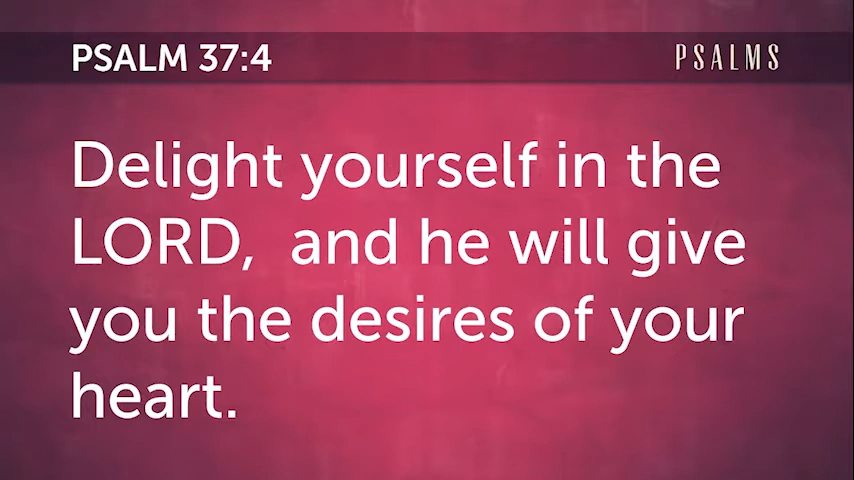 PSALM 37:4
PSALMS
Delight yourself in the
LORD,  and he will give
you the desires of your
heart.